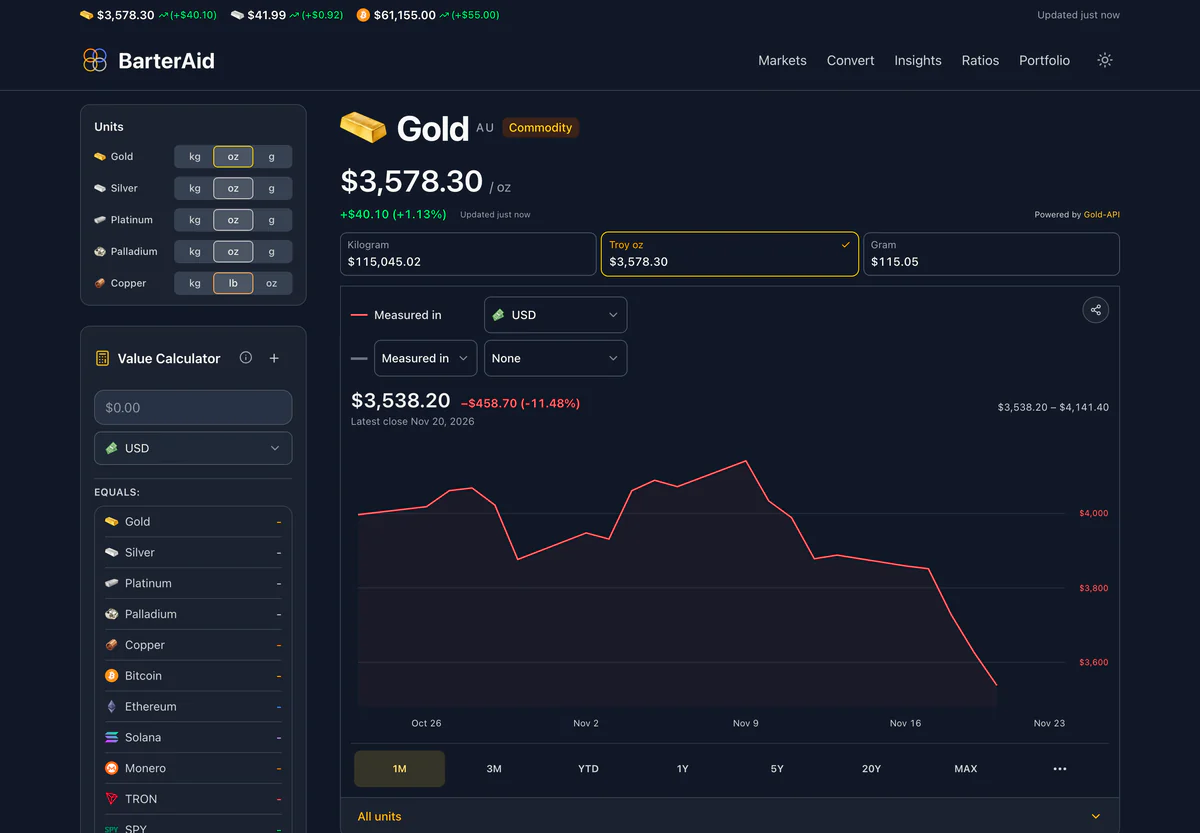 $3,578.30 (+$40.10) $41.99 (+$0.92) $61,155.00 (+$55.00) Updated just now
BarterAid Markets Convert Insights Ratios Portfolio
Units
Gold kg oz g
Silver kg oz g
Platinum kg oz g
Palladium kg oz g
Copper kg lb oz
Value Calculator
$0.00
USD
EQUALS:
Gold -
Silver -
Platinum -
Palladium -
Copper -
Bitcoin -
Ethereum -
Solana -
Monero -
TRON -
SPY SPY -
Gold AU Commodity
$3,578.30 / oz
+$40.10 (+1.13%) Updated just now Powered by Gold-API
Kilogram
$115,045.02
Troy oz
$3,578.30
Gram
$115.05
Measured in USD
Measured in None
$3,538.20 −$458.70 (-11.48%) $3,538.20 – $4,141.40
Latest close Nov 20, 2026
$4,000
$3,800
$3,600
Oct 26 Nov 2 Nov 9 Nov 16 Nov 23
1M 3M YTD 1Y 5Y 20Y MAX •••
All units